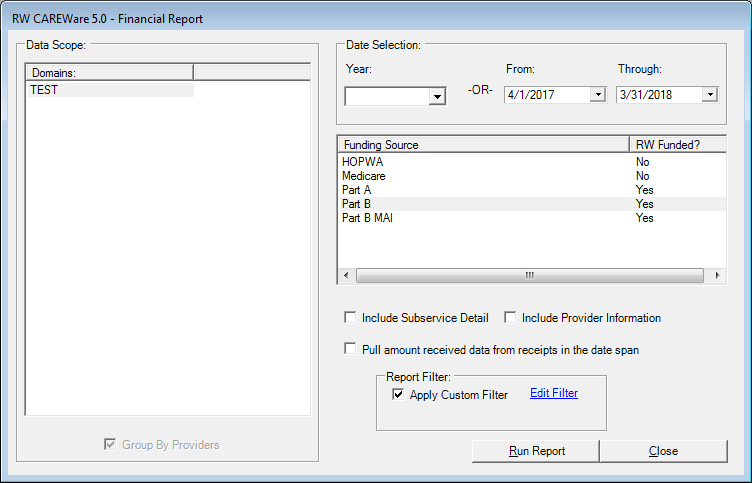 RW CAREWare 5.0 - Financial Report
Data Scope:
Domains:
TEST
Group By Providers
Date Selection:
Year:
-OR-
From:
Through:
4/1/2017
3/31/2018
Funding Source RW Funded?
HOPWA No
Medicare No
Part A Yes
Part B Yes
Part B MAI Yes
Include Subservice Detail
Include Provider Information
Pull amount received data from receipts in the date span
Report Filter:
Apply Custom Filter
Edit Filter
Run Report
Close